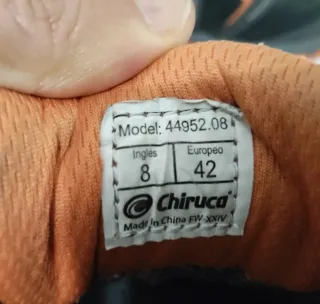 Model: 44952.08
Ingles Europeo
8 42
Chiruca
Made in China FW-XXIV